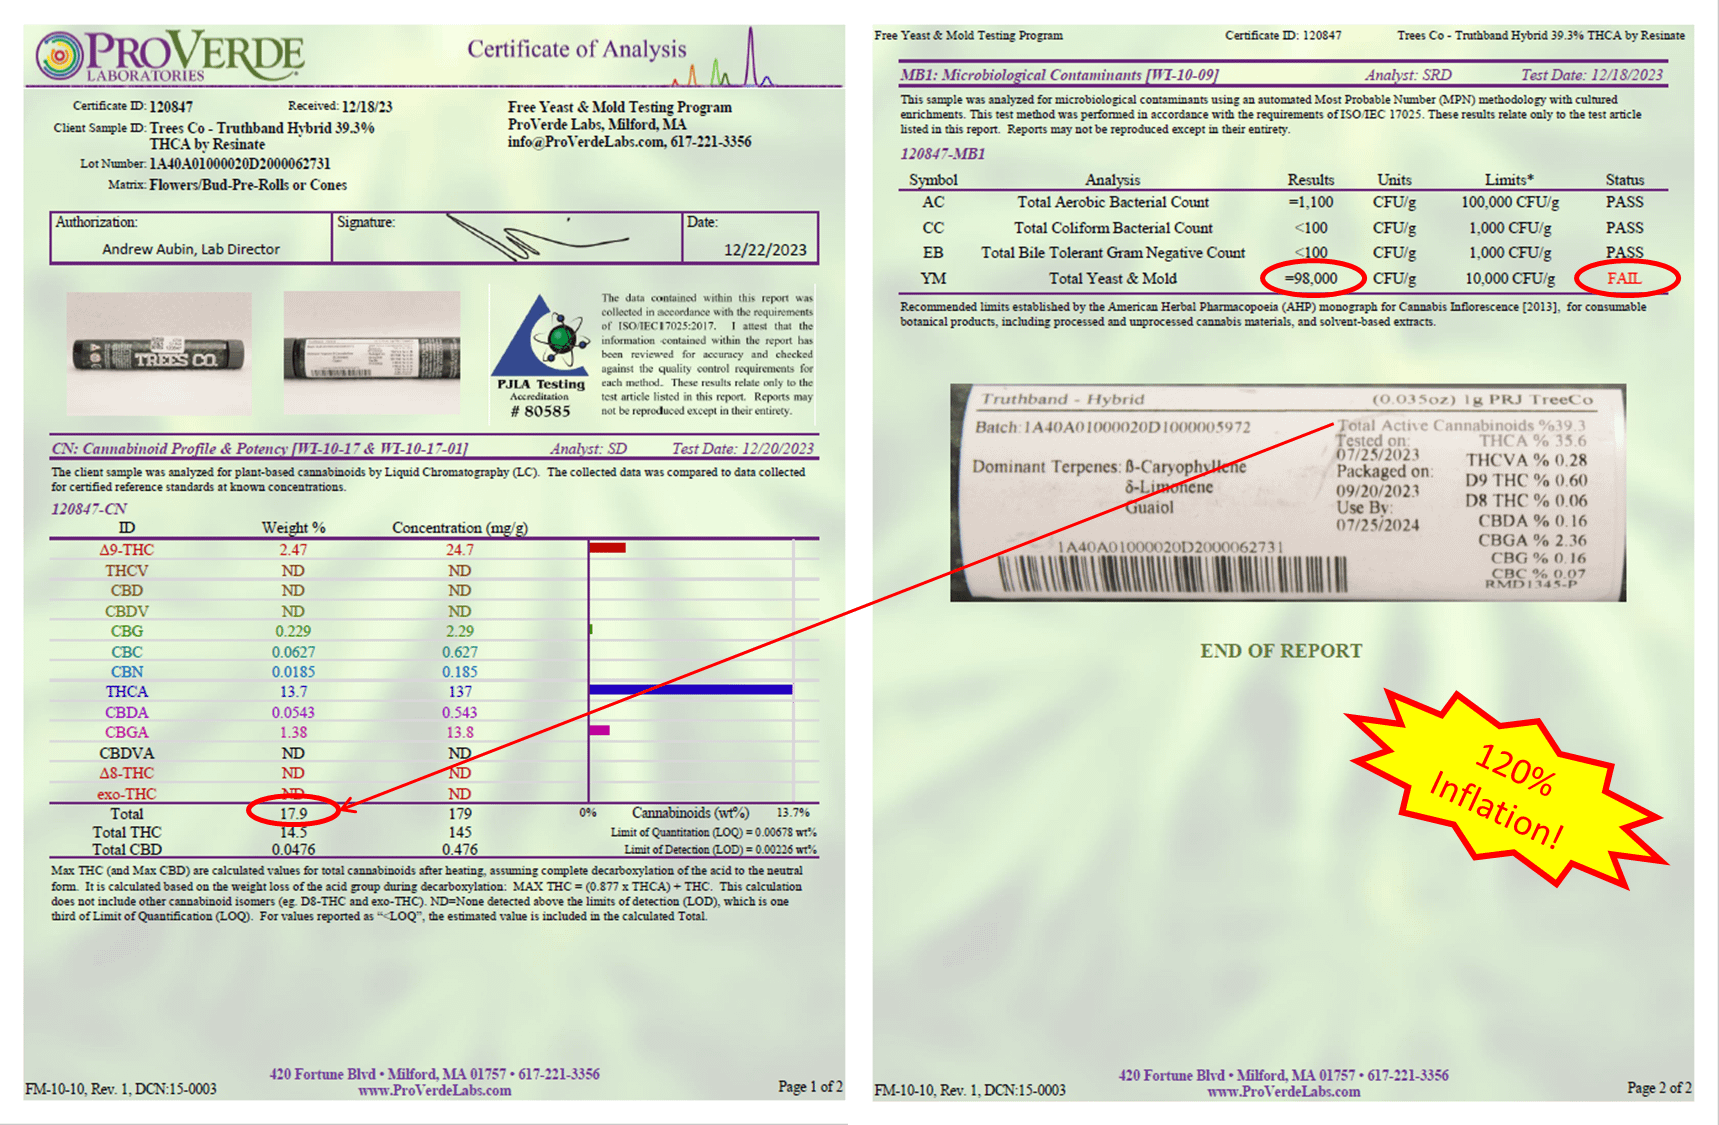 PROVERDE
LABORATORIES
Certificate of Analysis
Certificate ID: 120847 Received: 12/18/23
Client Sample ID: Trees Co - Truthband Hybrid 39.3%
THCA by Resinate
Lot Number: 1A40A01000020D2000062731
Matrix: Flowers/Bud-Pre-Rolls or Cones
Free Yeast & Mold Testing Program
ProVerde Labs, Milford, MA
info@ProVerdeLabs.com, 617-221-3356
Authorization: Signature: Date:
Andrew Aubin, Lab Director 12/22/2023
TREES CO.
PJLA Testing
Accreditation
# 80585
The data contained within this report was
collected in accordance with the requirements
of ISO/IEC17025:2017. I attest that the
information contained within the report has
been reviewed for accuracy and checked
against the quality control requirements for
each method. These results relate only to the
test article listed in this report. Reports may
not be reproduced except in their entirety.
CN: Cannabinoid Profile & Potency [WI-10-17 & WI-10-17-01] Analyst: SD Test Date: 12/20/2023
The client sample was analyzed for plant-based cannabinoids by Liquid Chromatography (LC). The collected data was compared to data collected
for certified reference standards at known concentrations.
120847-CN
ID Weight % Concentration (mg/g)
Δ9-THC 2.47 24.7
THCV ND ND
CBD ND ND
CBDV ND ND
CBG 0.229 2.29
CBC 0.0627 0.627
CBN 0.0185 0.185
THCA 13.7 137
CBDA 0.0543 0.543
CBGA 1.38 13.8
CBDVA ND ND
Δ8-THC ND ND
exo-THC ND ND
Total 17.9 179 0% Cannabinoids (wt%) 13.7%
Total THC 14.5 145 Limit of Quantitation (LOQ) = 0.00678 wt%
Total CBD 0.0476 0.476 Limit of Detection (LOD) = 0.00226 wt%
Max THC (and Max CBD) are calculated values for total cannabinoids after heating, assuming complete decarboxylation of the acid to the neutral
form. It is calculated based on the weight loss of the acid group during decarboxylation: MAX THC = (0.877 x THCA) + THC. This calculation
does not include other cannabinoid isomers (eg. D8-THC and exo-THC). ND=None detected above the limits of detection (LOD), which is one
third of Limit of Quantification (LOQ). For values reported as "<LOQ", the estimated value is included in the calculated Total.
420 Fortune Blvd • Milford, MA 01757 • 617-221-3356
www.ProVerdeLabs.com
FM-10-10, Rev. 1, DCN:15-0003 Page 1 of 2
Free Yeast & Mold Testing Program Certificate ID: 120847 Trees Co - Truthband Hybrid 39.3% THCA by Resinate
MB1: Microbiological Contaminants [WI-10-09] Analyst: SRD Test Date: 12/18/2023
This sample was analyzed for microbiological contaminants using an automated Most Probable Number (MPN) methodology with cultured
enrichments. This test method was performed in accordance with the requirements of ISO/IEC 17025. These results relate only to the test article
listed in this report. Reports may not be reproduced except in their entirety.
120847-MB1
Symbol Analysis Results Units Limits* Status
AC Total Aerobic Bacterial Count =1,100 CFU/g 100,000 CFU/g PASS
CC Total Coliform Bacterial Count <100 CFU/g 1,000 CFU/g PASS
EB Total Bile Tolerant Gram Negative Count <100 CFU/g 1,000 CFU/g PASS
YM Total Yeast & Mold =98,000 CFU/g 10,000 CFU/g FAIL
Recommended limits established by the American Herbal Pharmacopoeia (AHP) monograph for Cannabis Inflorescence [2013], for consumable
botanical products, including processed and unprocessed cannabis materials, and solvent-based extracts.
Truthband - Hybrid (0.035oz) 1g PRJ TreeCo
Batch:1A40A01000020D1000005972
Dominant Terpenes: ß-Caryophyllene
δ-Limonene
Guaiol
Total Active Cannabinoids %39.3
Tested on:
07/25/2023
Packaged on:
09/20/2023
Use By:
07/25/2024
THCA % 35.6
THCVA % 0.28
D9 THC % 0.60
D8 THC % 0.06
CBDA % 0.16
CBGA % 2.36
CBG % 0.16
CBC % 0.07
RMD1345-P
1A40A01000020D2000062731
END OF REPORT
120%
Inflation!
420 Fortune Blvd • Milford, MA 01757 • 617-221-3356
www.ProVerdeLabs.com
FM-10-10, Rev. 1, DCN:15-0003 Page 2 of 2